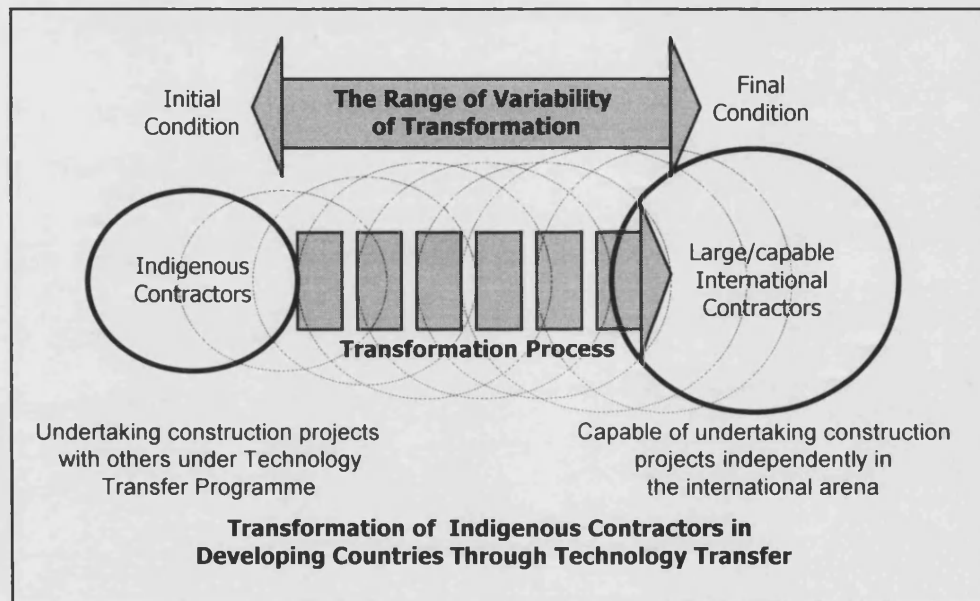 Initial
Condition
The Range of Variability
of Transformation
Final
Condition
Indigenous
Contractors
Large/capable
International
Contractors
Transformation Process
Undertaking construction projects
with others under Technology
Transfer Programme
Capable of undertaking construction
projects independently in
the international arena
Transformation of Indigenous Contractors in
Developing Countries Through Technology Transfer